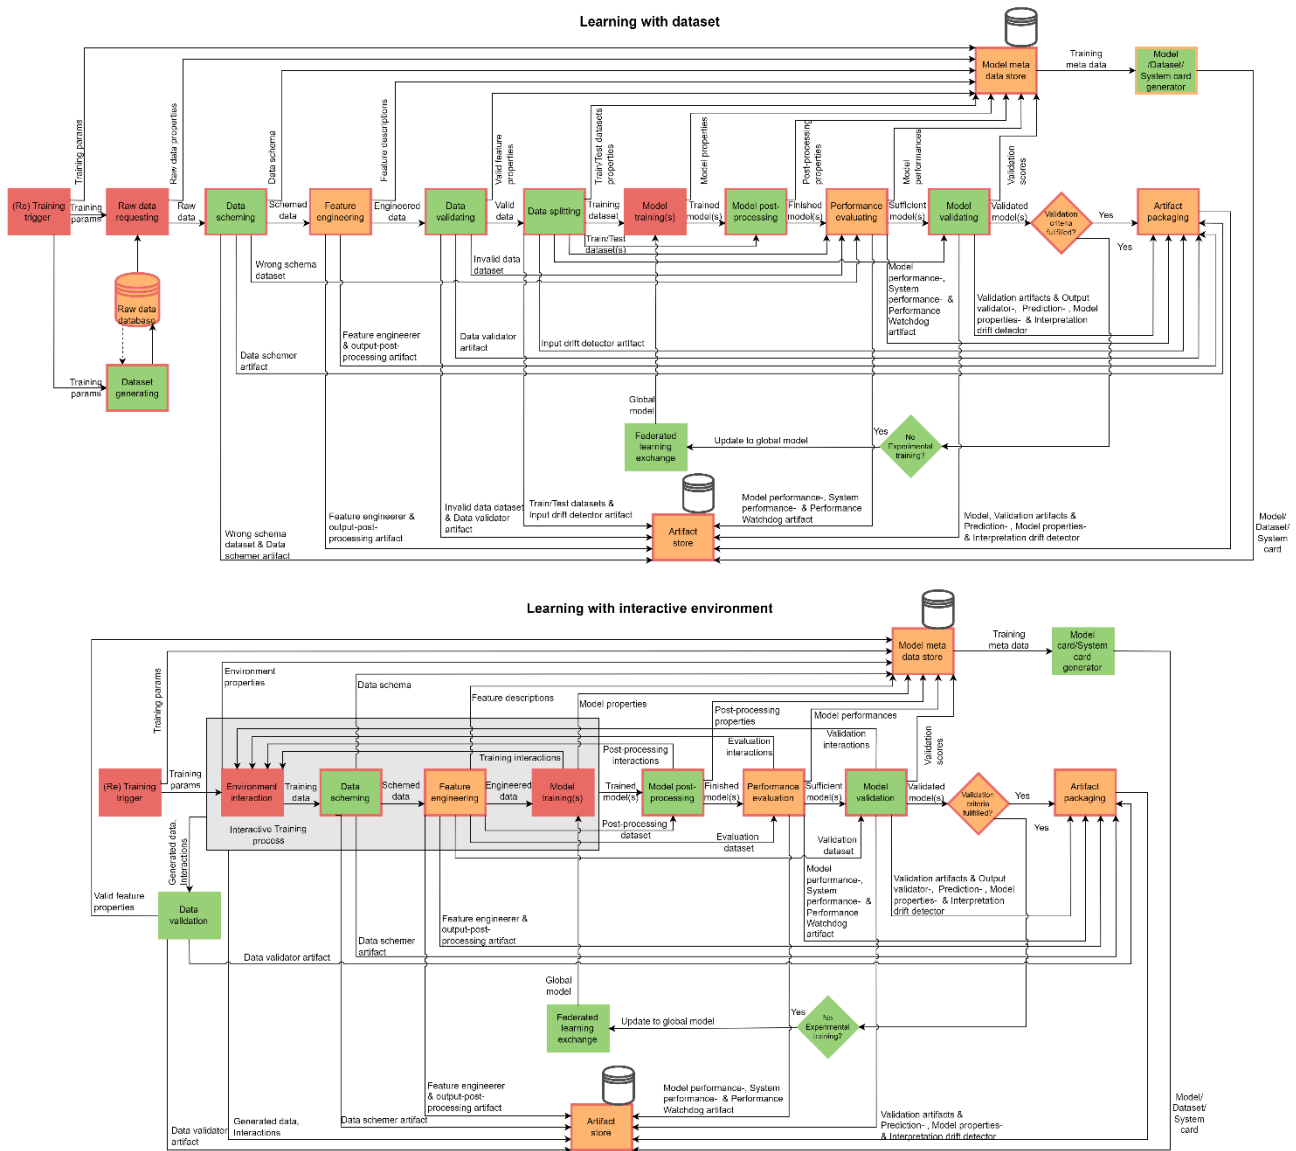 Learning with dataset
Training params
Raw data properties
Data schema
Feature descriptions
Valid feature
properties
Train/Test datasets
properties
Model properties
Post-processing
properties
Model
performances
Validation
scores
Model meta
data store
Training
meta data
Model
/Dataset/
System card
generator
(Re) Training
trigger
Training
params
Raw data
requesting
Raw
data
Data
scheming
Schemed
data
Feature
engineering
Engineered
data
Data
validating
Valid
data
Data splitting
Training
dataset
Model
training(s)
Trained
model(s)
Model post-
processing
Finished
model(s)
Performance
evaluating
Sufficient
model(s)
Model
validating
Validated
model(s)
Validation
criteria
fullfilled?
Yes
Yes
Artifact
packaging
Train/Test
dataset(s)
Wrong schema
dataset
Invalid data
dataset
Model
performance-,
System
performance- &
Performance
Watchdog
artifact
Validation artifacts & Output
validator-, Prediction- , Model
properties- & Interpretation
drift detector
Raw data
database
Feature engineerer
& output-post-
processing artifact
Data validator
artifact
Input drift detector artifact
Data schemer
artifact
Training
params
Dataset
generating
Global
model
Federated
learning
exchange
Update to global model
Yes
No
Experimental
training?
Wrong schema
dataset & Data
schemer artifact
Feature engineerer &
output-post-
processing artifact
Invalid data dataset
& Data validator
artifact
Train/Test datasets &
Input drift detector artifact
Artifact
store
Model performance-, System
performance- & Performance
Watchdog artifact
Model, Validation artifacts &
Prediction- , Model properties-
& Interpretation drift detector
Model/
Dataset/
System
card
Learning with interactive environment
Training params
Environment
properties
Data schema
Feature descriptions
Model properties
Post-processing
properties
Model performances
Validation
scores
Model meta
data store
Training
meta data
Model
card/System
card
generator
Training interactions
Post-processing
interactions
Evaluation
interactions
Validation
interactions
(Re) Training
trigger
Training
params
Environment
interaction
Training
data
Data
scheming
Schemed
data
Feature
engineering
Engineered
data
Model
training(s)
Trained
model(s)
Model post-
processing
Finished
model(s)
Performance
evaluation
Sufficient
model(s)
Model
validation
Validated
model(s)
Validation
criteria
fullfilled?
Yes
Yes
Artifact
packaging
Interactive Training
process
Post-processing
dataset
Evaluation
dataset
Validation
dataset
Generated data,
Interactions
Valid feature
properties
Data
validation
Model
performance-,
System
performance- &
Performance
Watchdog
artifact
Validation artifacts & Output
validator-, Prediction- , Model
properties- & Interpretation
drift detector
Feature engineerer &
output-post-
processing artifact
Data schemer
artifact
Data validator artifact
Global
model
Federated
learning
exchange
Update to global model
Yes
No
Experimental
training?
Data validator
artifact
Generated data,
Interactions
Data schemer artifact
Feature engineerer
& output-post-
processing artifact
Artifact
store
Model performance-, System
performance- & Performance
Watchdog artifact
Validation artifacts &
Prediction- , Model properties-
& Interpretation drift detector
Model/
Dataset/
System
card